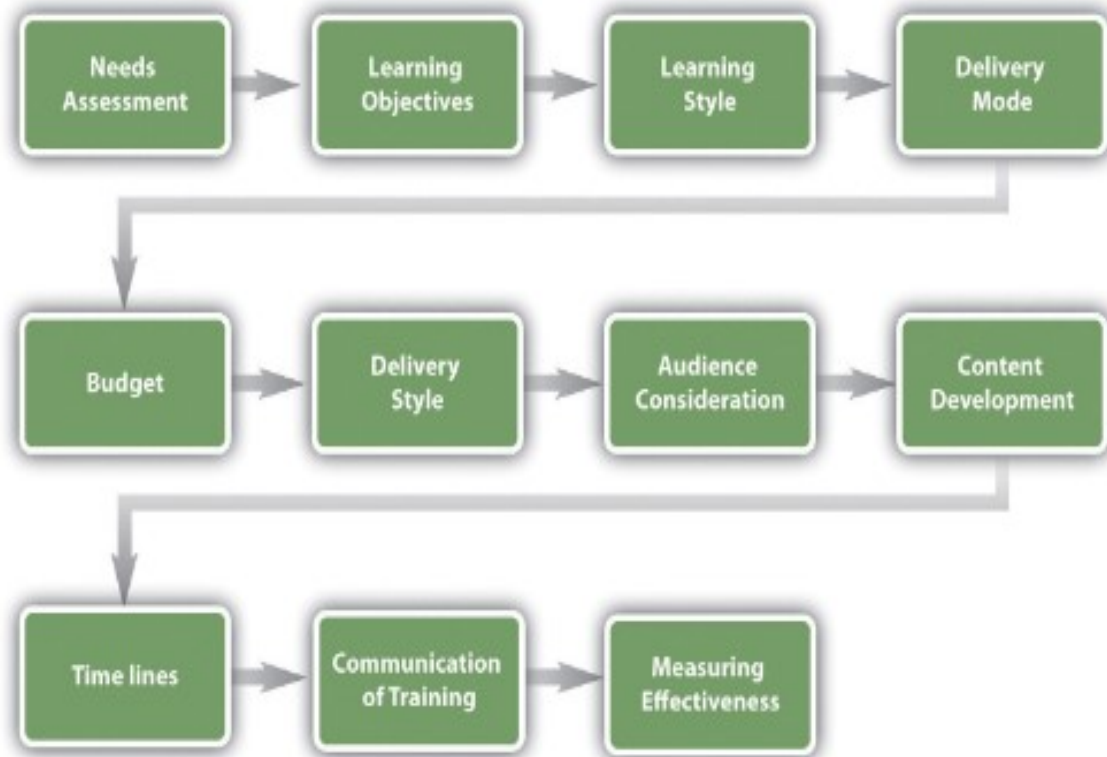 Needs
Assessment
Learning
Objectives
Learning
Style
Delivery
Mode
Budget
Delivery
Style
Audience
Consideration
Content
Development
Time lines
Communication
of Training
Measuring
Effectiveness